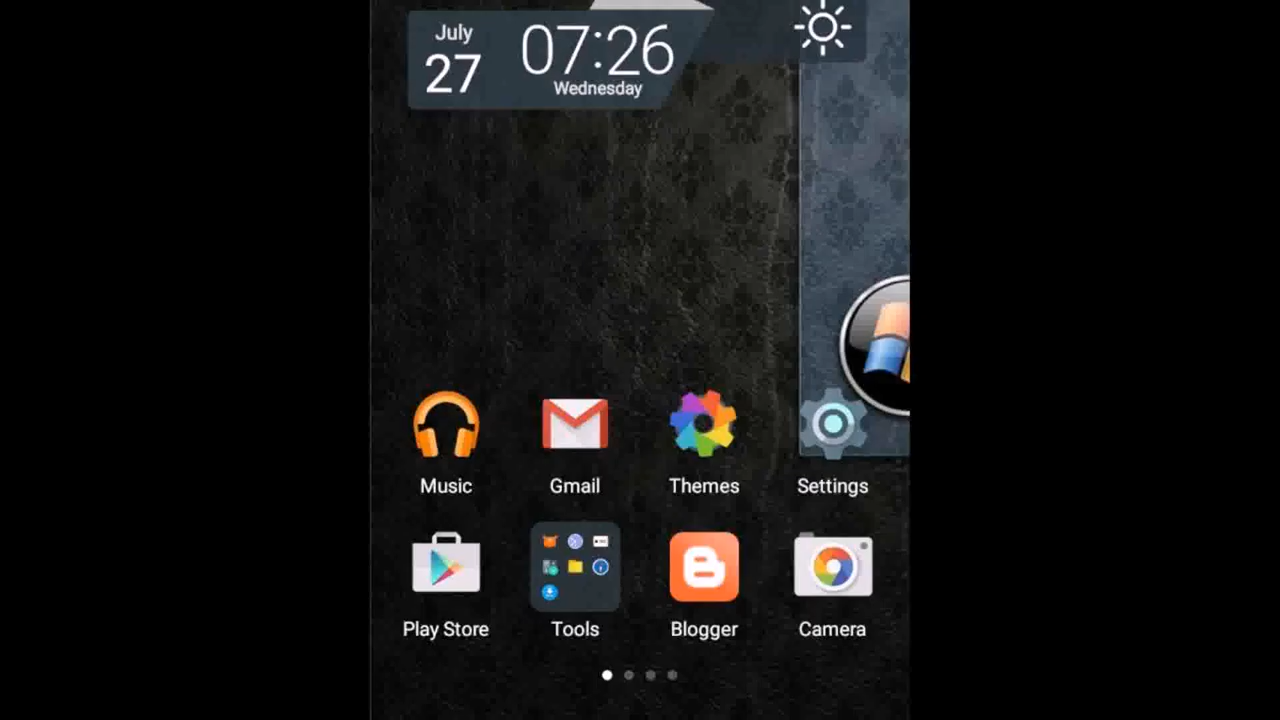 July
27
07:26
Wednesday
Music
Gmail
Themes
Settings
Play Store
Tools
Blogger
Camera